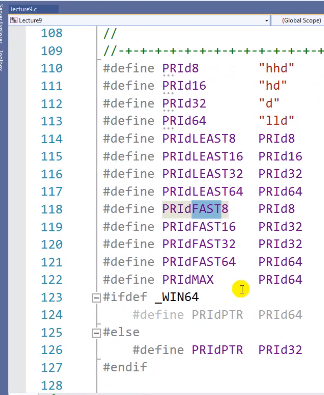 lecture9.c
Lecture9
(Global Scope)
108 //
109 //-+-+-+-+-+-+-+-+-+-+-+-+-+-+-
110 #define PRId8 "hhd"
111 #define PRId16 "hd"
112 #define PRId32 "d"
113 #define PRId64 "lld"
114 #define PRIdLEAST8 PRId8
115 #define PRIdLEAST16 PRId16
116 #define PRIdLEAST32 PRId32
117 #define PRIdLEAST64 PRId64
118 #define PRIdFAST8 PRId8
119 #define PRIdFAST16 PRId32
120 #define PRIdFAST32 PRId32
121 #define PRIdFAST64 PRId64
122 #define PRIdMAX PRId64
123 #ifdef _WIN64
124 #define PRIdPTR PRId64
125 #else
126 #define PRIdPTR PRId32
127 #endif
128